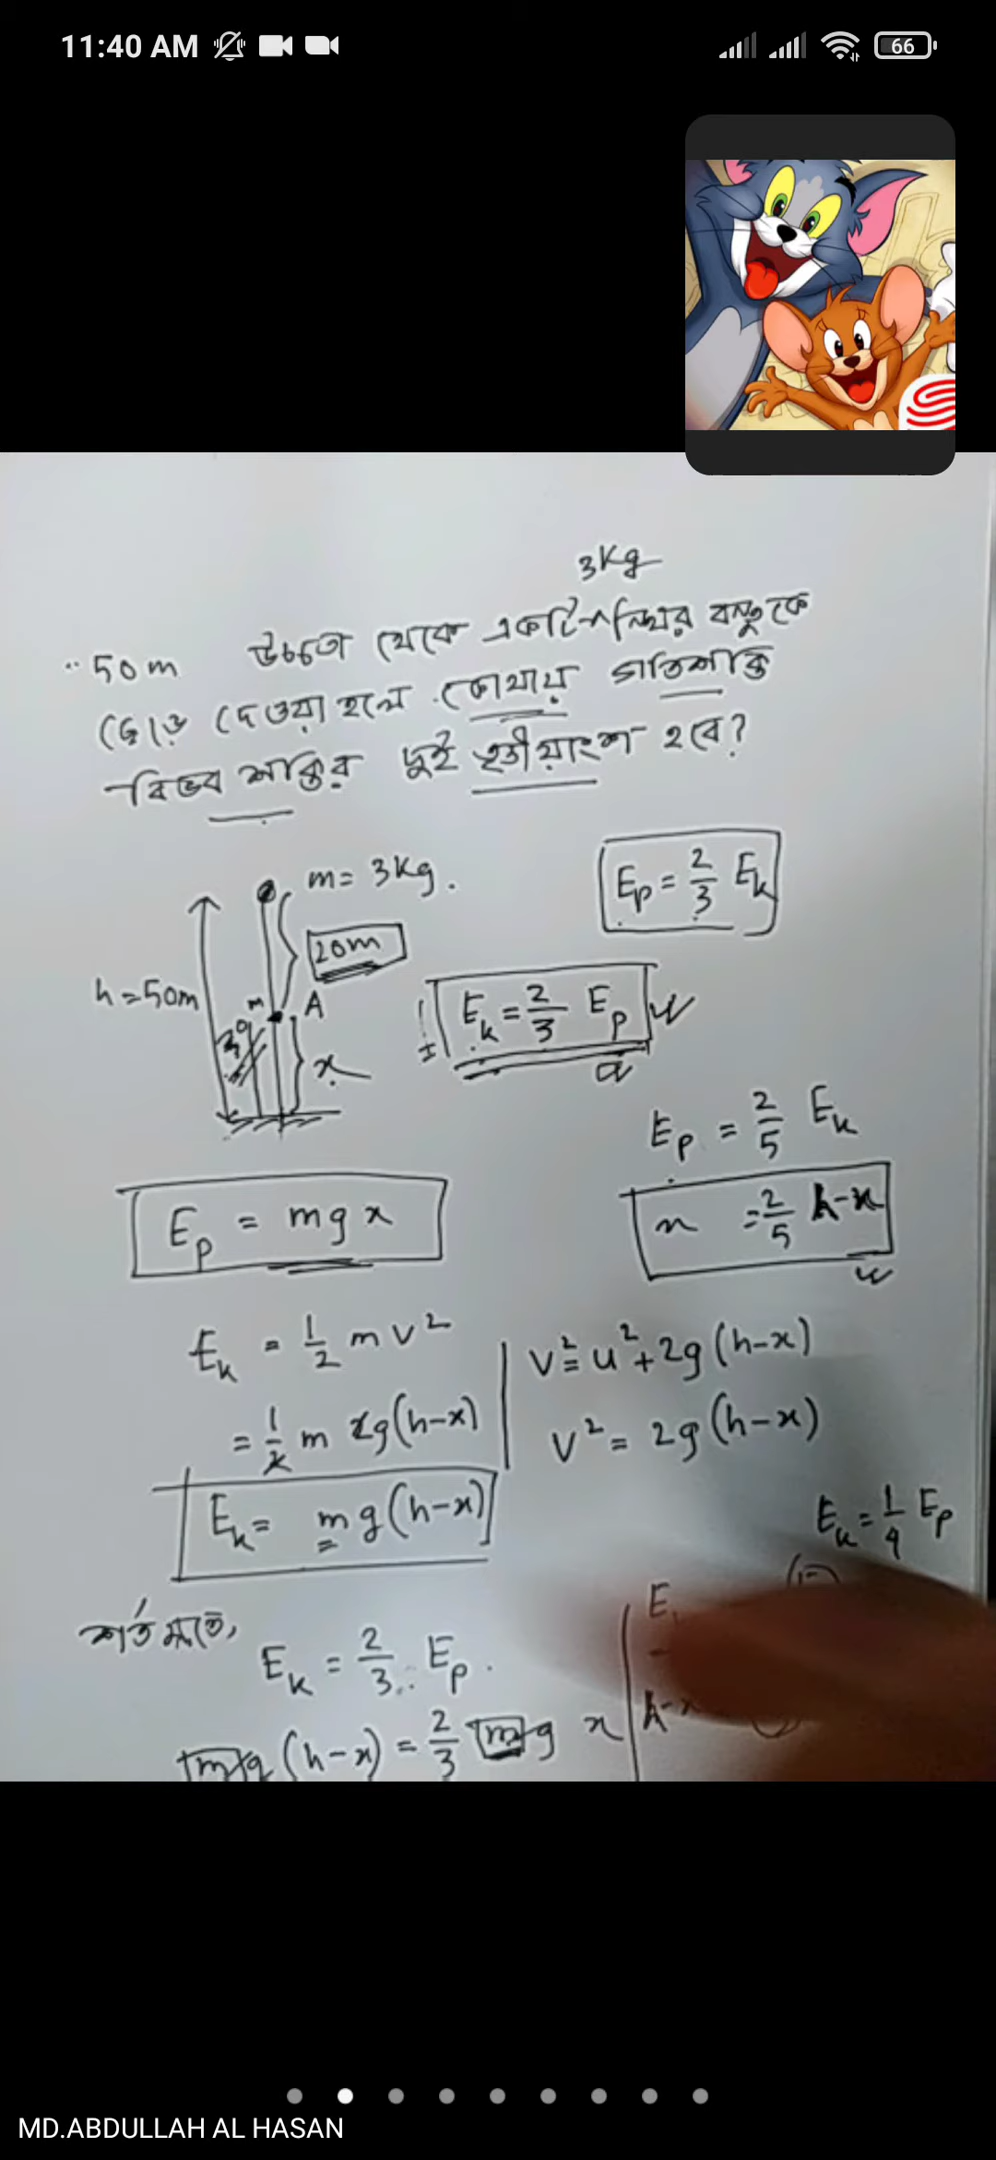 11:40 AM
66
3kg
50m উচ্চতা থেকে একটি স্থির বস্তুকে
ছেড়ে দেওয়া হলে কোথায় গতিশক্তি
বিভব শক্তির দুই তৃতীয়াংশ হবে?
m = 3kg.
Ep = 2/3 Ek
20m
h = 50m
m A
Ek = 2/3 Ep
30
x
Ep = 2/5 Ek
Ep = mgx
x = 2/5 h-x
Ek = 1/2 mv²
v² = u² + 2g(h-x)
= 1/2 m 2g(h-x)
v² = 2g(h-x)
Ek = mg(h-x)
Ek = 1/4 Ep
শর্ত মতে,
Ek = 2/3 Ep.
mg(h-x) = 2/3 mg x
h-x
MD.ABDULLAH AL HASAN